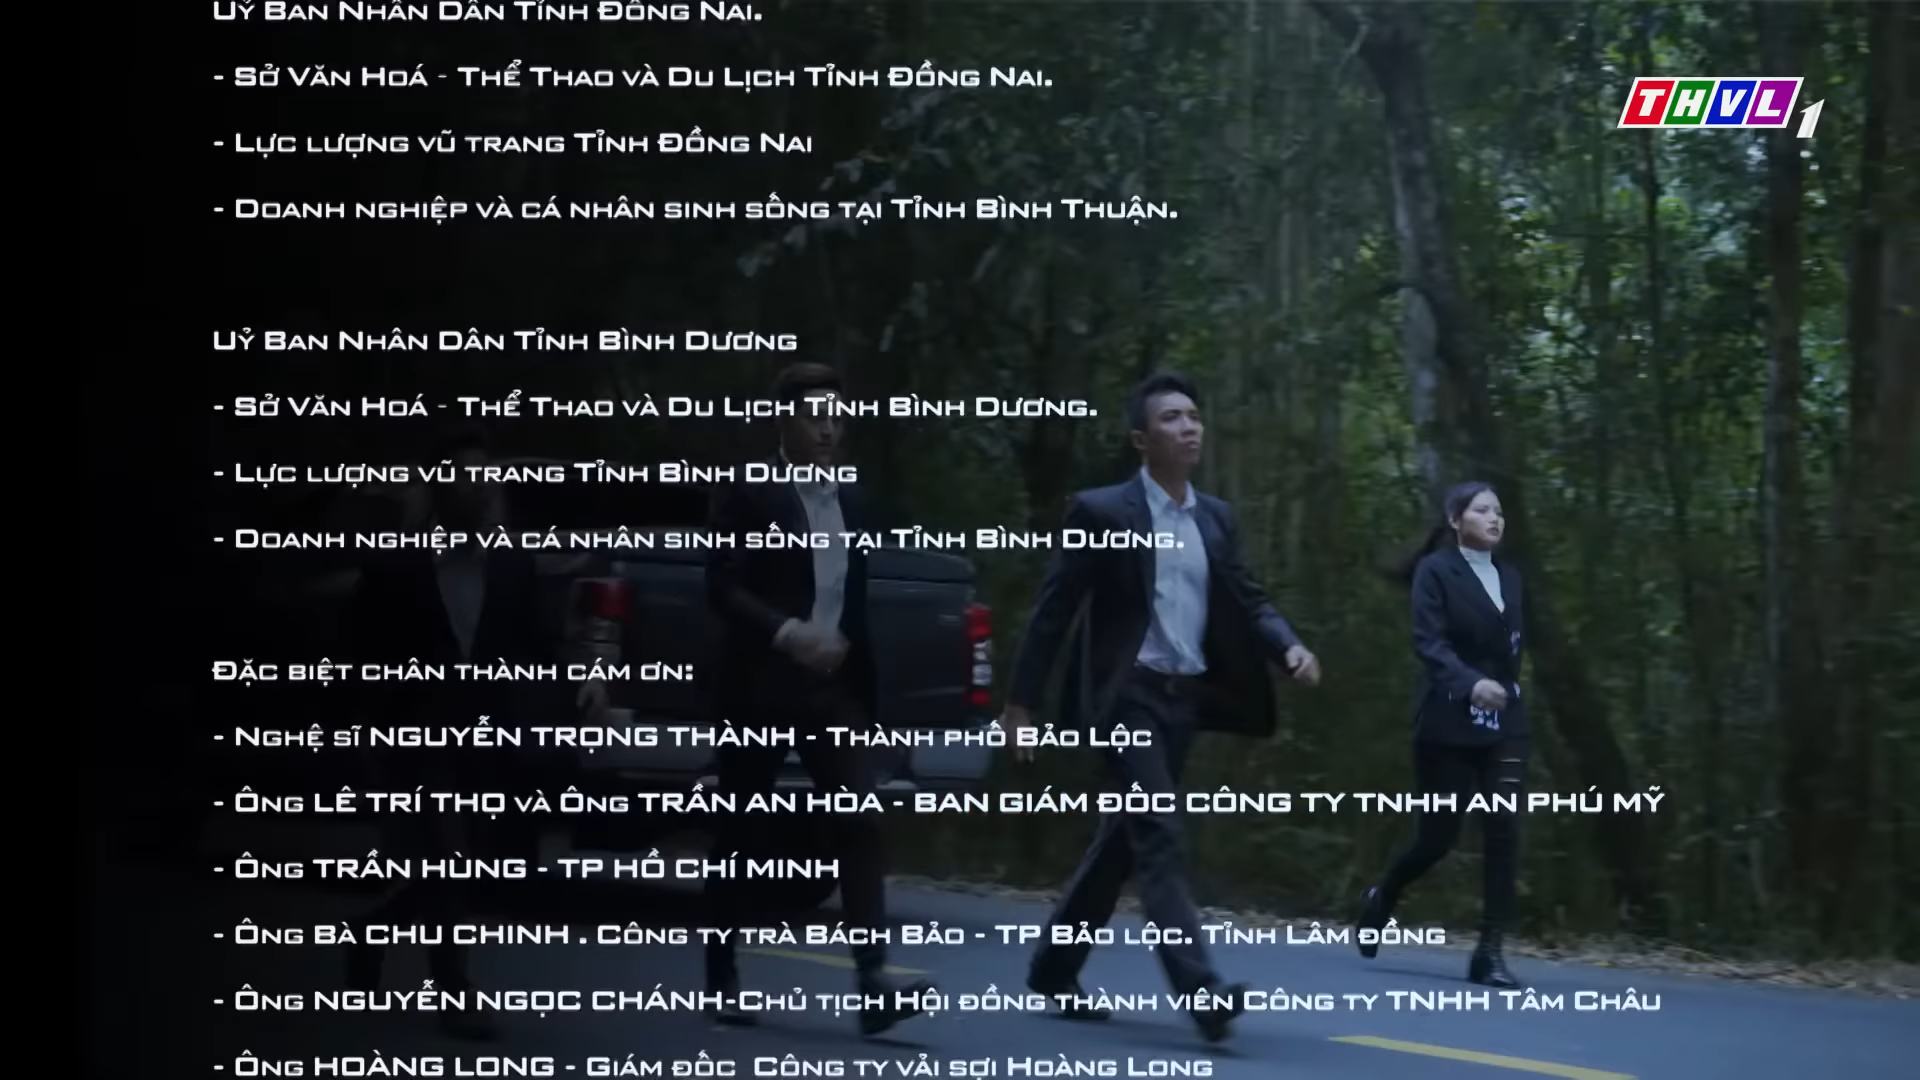 Uỷ Ban Nhân Dân Tỉnh Đồng Nai.
THVL1
- Sở Văn Hoá - Thể Thao và Du Lịch Tỉnh Đồng Nai.
- Lực lượng vũ trang Tỉnh Đồng Nai
- Doanh nghiệp và cá nhân sinh sống tại Tỉnh Bình Thuận.
Uỷ Ban Nhân Dân Tỉnh Bình Dương
- Sở Văn Hoá - Thể Thao và Du Lịch Tỉnh Bình Dương.
- Lực lượng vũ trang Tỉnh Bình Dương
- Doanh nghiệp và cá nhân sinh sống tại Tỉnh Bình Dương.
Đặc biệt chân thành cám ơn:
- Nghệ sĩ NGUYỄN TRỌNG THÀNH - Thành phố Bảo Lộc
- Ông LÊ TRÍ THỌ và Ông TRẦN AN HÒA - BAN GIÁM ĐỐC CÔNG TY TNHH AN PHÚ MỸ
- Ông TRẦN HÙNG - TP HỒ CHÍ MINH
- Ông Bà CHU CHINH . Công ty trà Bách Bảo - TP Bảo lộc. Tỉnh Lâm đồng
- Ông NGUYỄN NGỌC CHÁNH-Chủ tịch Hội đồng thành viên Công ty TNHH Tâm Châu
- Ông HOÀNG LONG - Giám đốc Công ty vải sợi Hoàng Long